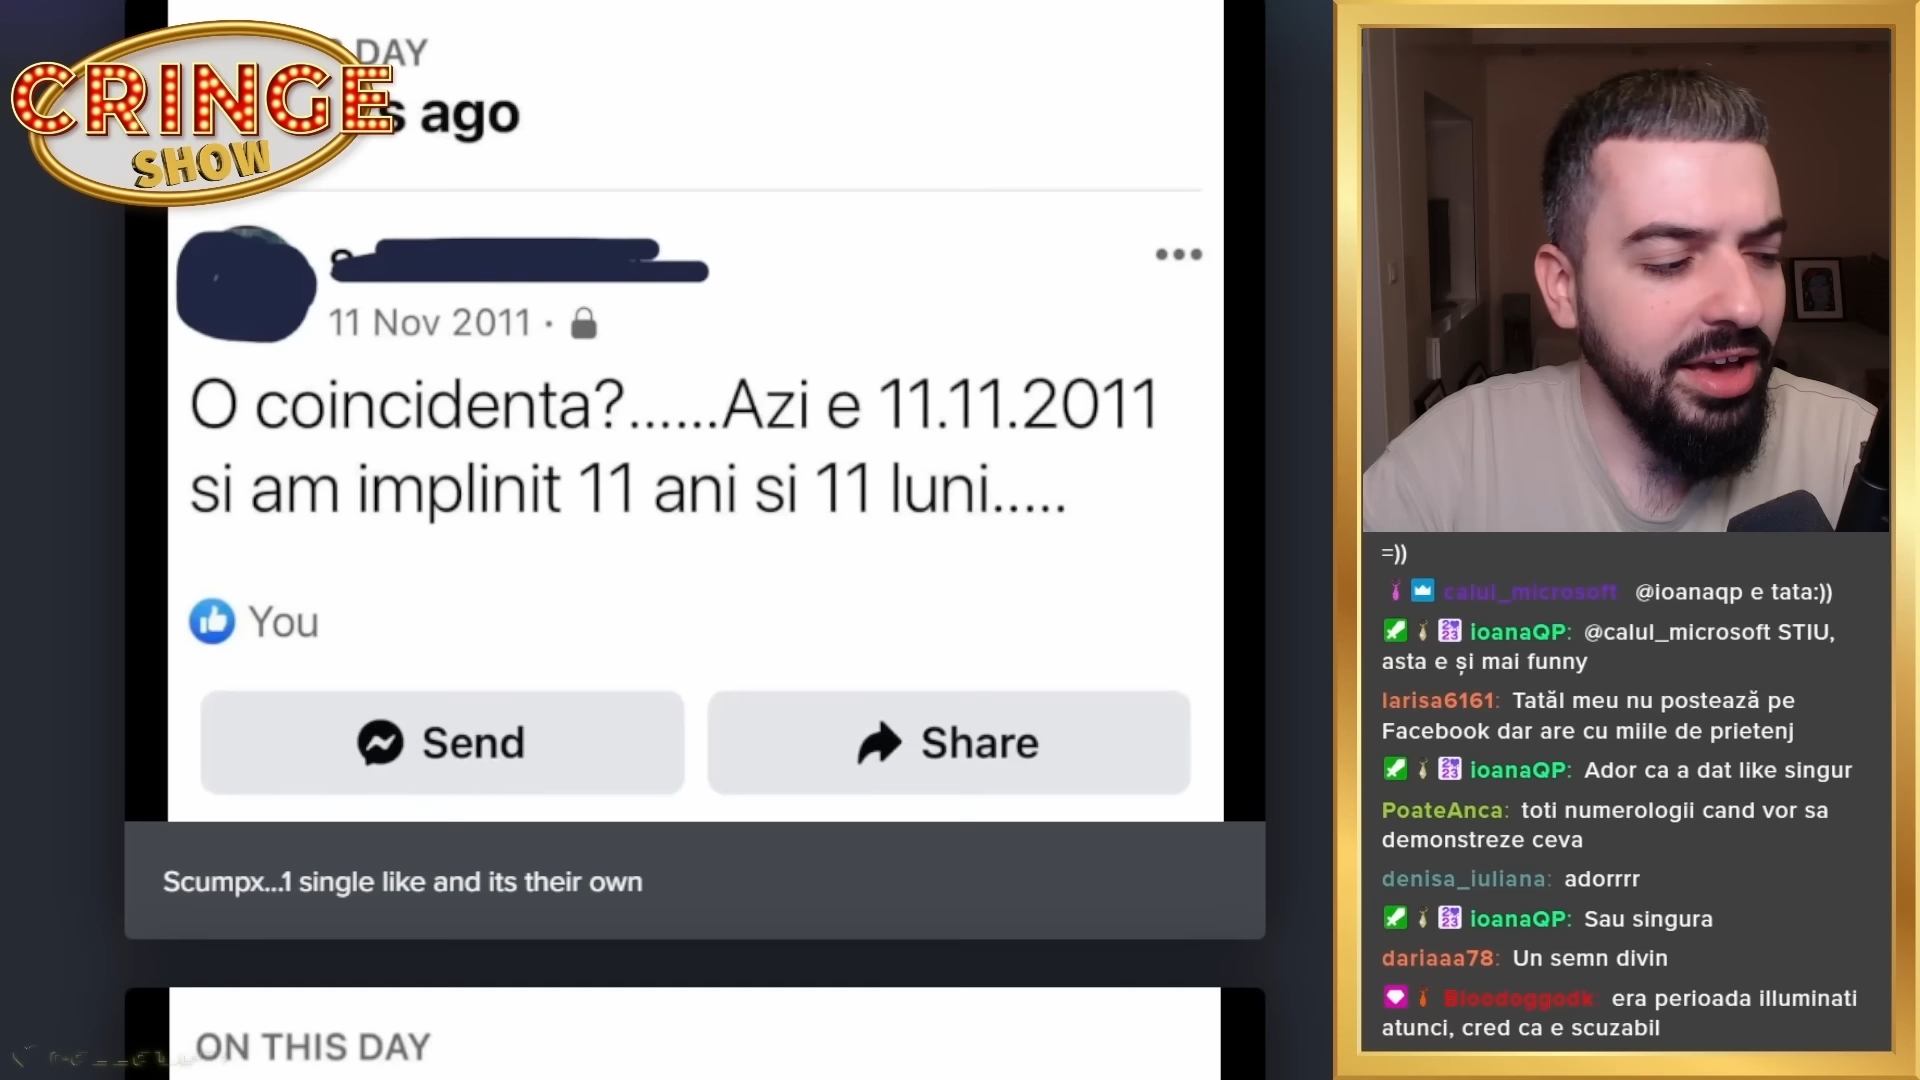 CRINGE
SHOW
DAY
s ago
11 Nov 2011 ·
O coincidenta?......Azi e 11.11.2011
si am implinit 11 ani si 11 luni.....
You
Send
Share
Scumpx...1 single like and its their own
ON THIS DAY
=))
calul_microsoft @ioanaqp e tata:))
ioanaQP: @calul_microsoft STIU,
asta e și mai funny
larisa6161: Tatăl meu nu postează pe
Facebook dar are cu miile de prietenj
ioanaQP: Ador ca a dat like singur
PoateAnca: toti numerologii cand vor sa
demonstreze ceva
denisa_iuliana: adorrrr
ioanaQP: Sau singura
dariaaa78: Un semn divin
Bloodoggodk: era perioada illuminati
atunci, cred ca e scuzabil